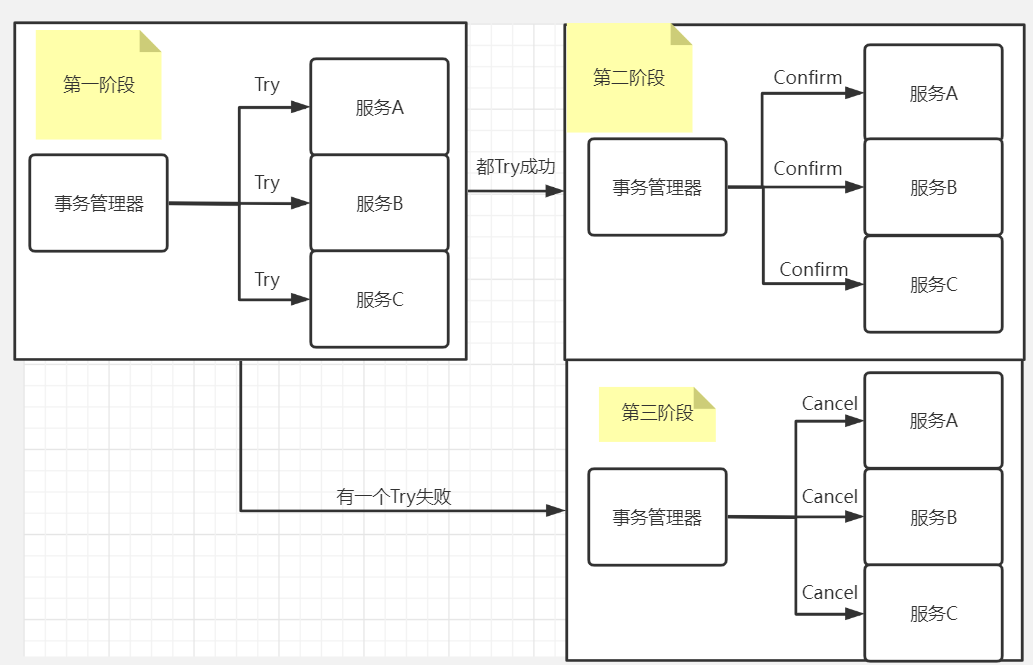 第一阶段
事务管理器
Try
服务A
Try
服务B
Try
服务C
都Try成功
第二阶段
事务管理器
Confirm
服务A
Confirm
服务B
Confirm
服务C
有一个Try失败
第三阶段
事务管理器
Cancel
服务A
Cancel
服务B
Cancel
服务C